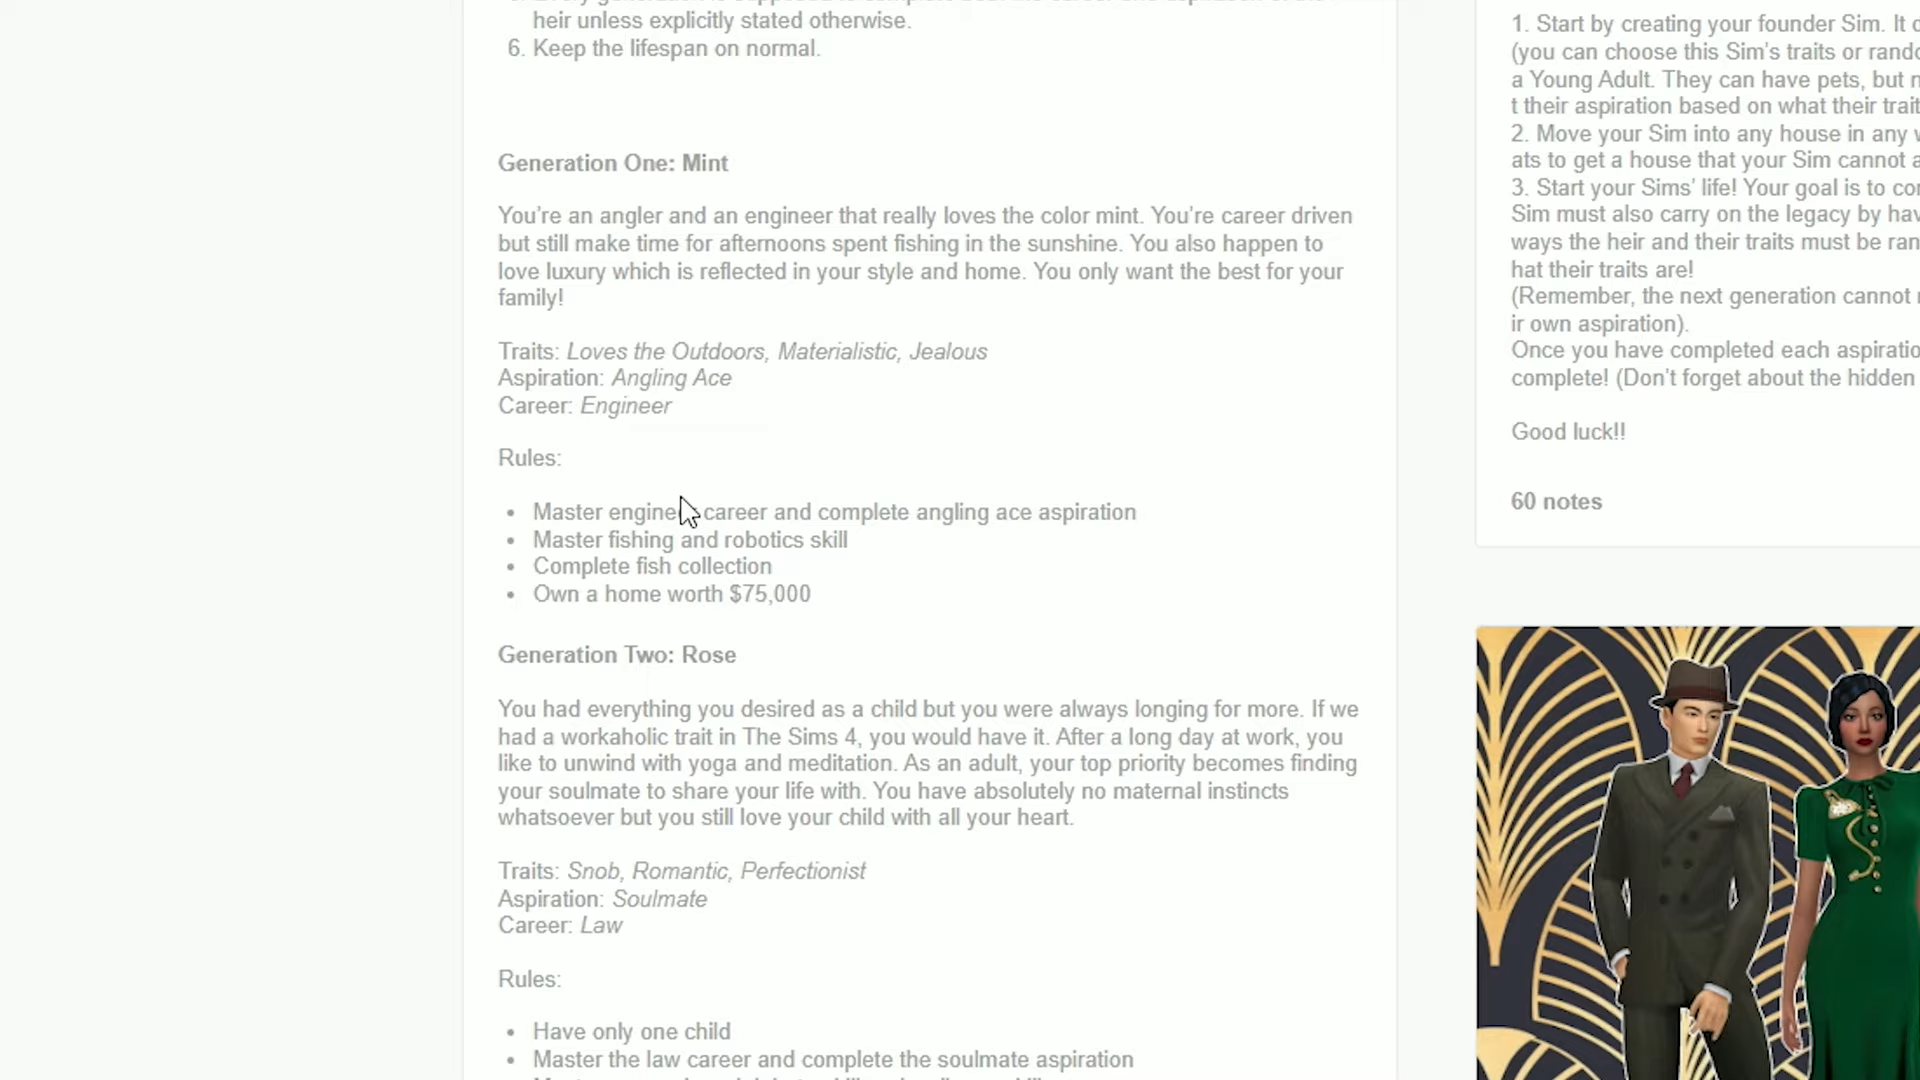 heir unless explicitly stated otherwise.
6. Keep the lifespan on normal.
Generation One: Mint
You're an angler and an engineer that really loves the color mint. You're career driven
but still make time for afternoons spent fishing in the sunshine. You also happen to
love luxury which is reflected in your style and home. You only want the best for your
family!
Traits: Loves the Outdoors, Materialistic, Jealous
Aspiration: Angling Ace
Career: Engineer
Rules:
• Master engineer career and complete angling ace aspiration
• Master fishing and robotics skill
• Complete fish collection
• Own a home worth $75,000
Generation Two: Rose
You had everything you desired as a child but you were always longing for more. If we
had a workaholic trait in The Sims 4, you would have it. After a long day at work, you
like to unwind with yoga and meditation. As an adult, your top priority becomes finding
your soulmate to share your life with. You have absolutely no maternal instincts
whatsoever but you still love your child with all your heart.
Traits: Snob, Romantic, Perfectionist
Aspiration: Soulmate
Career: Law
Rules:
• Have only one child
• Master the law career and complete the soulmate aspiration
1. Start by creating your founder Sim. It
(you can choose this Sim's traits or
a Young Adult. They can have pets, but
t their aspiration based on what their
2. Move your Sim into any house in any
ats to get a house that your Sim cannot
3. Start your Sims' life! Your goal is to
Sim must also carry on the legacy by
ways the heir and their traits must be
hat their traits are!
(Remember, the next generation cannot
ir own aspiration).
Once you have completed each
complete! (Don't forget about the hidden
Good luck!!
60 notes